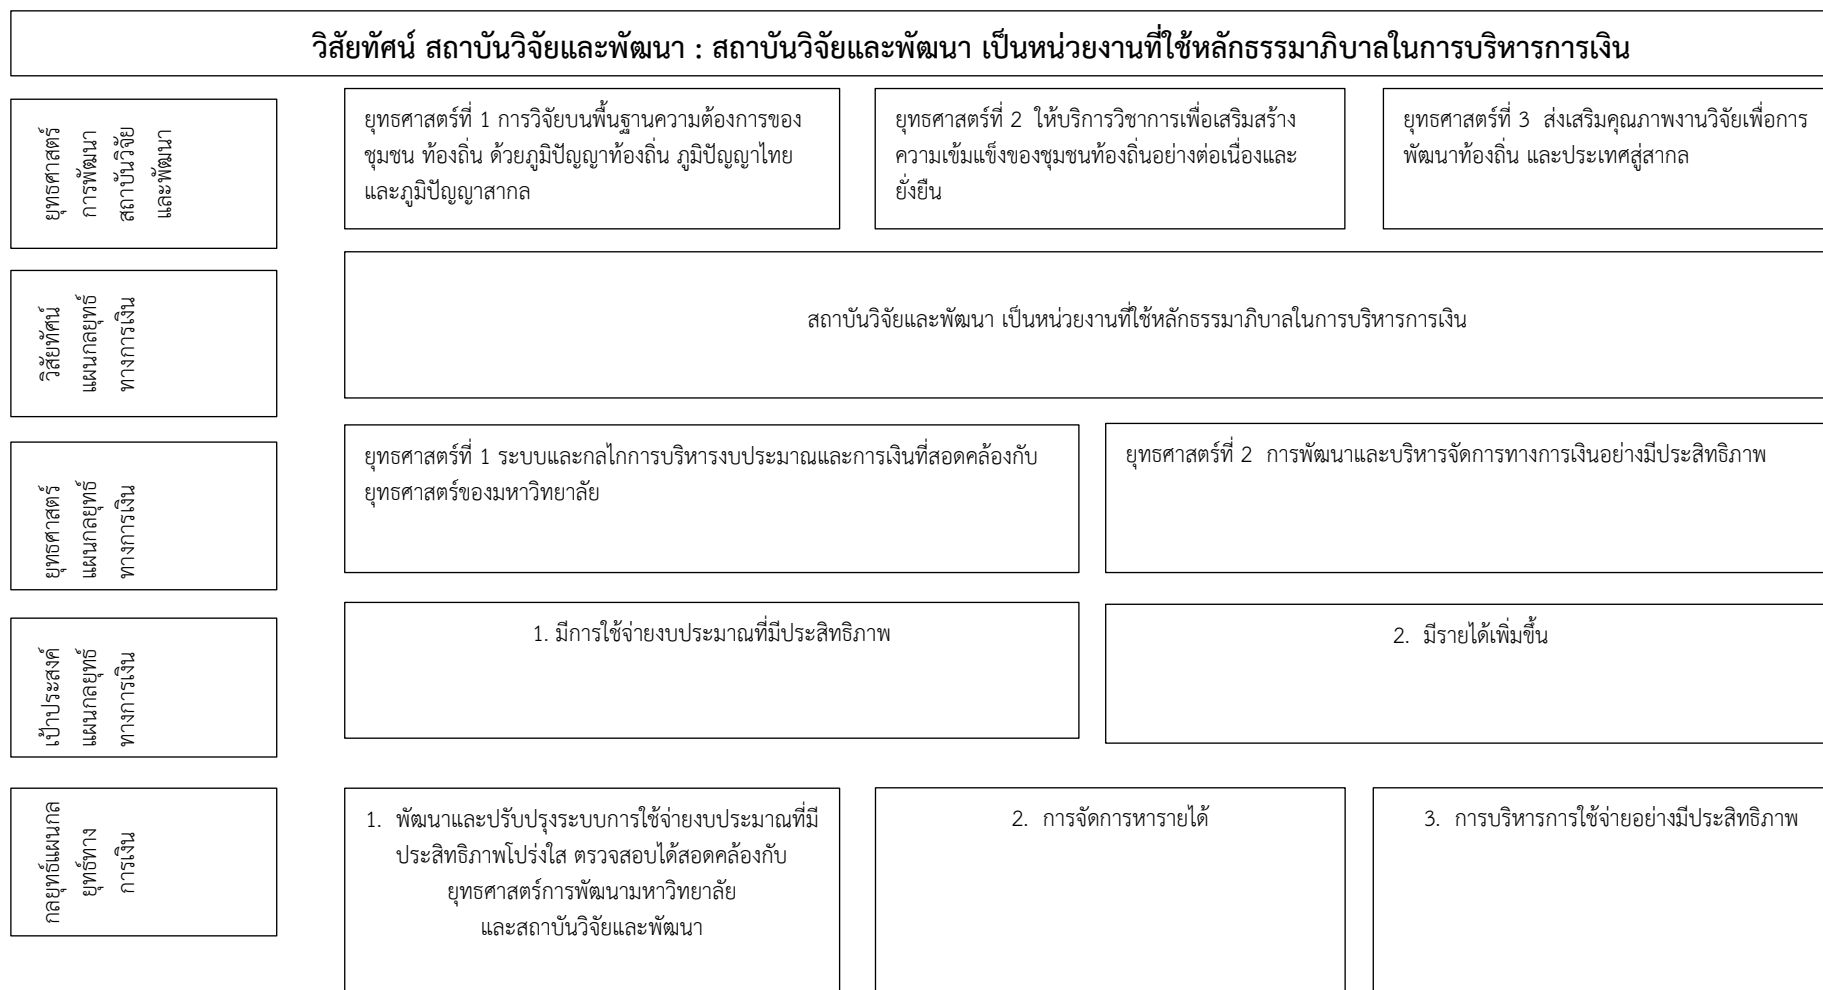 วิสัยทัศน์ สถาบันวิจัยและพัฒนา : สถาบันวิจัยและพัฒนา เป็นหน่วยงานที่ใช้หลักธรรมาภิบาลในการบริหารการเงิน
ยุทธศาสตร์
การพัฒนา
สถาบันวิจัย
และพัฒนา
ยุทธศาสตร์ที่ 1 การวิจัยบนพื้นฐานความต้องการของ
ชุมชน ท้องถิ่น ด้วยภูมิปัญญาท้องถิ่น ภูมิปัญญาไทย
และภูมิปัญญาสากล
ยุทธศาสตร์ที่ 2 ให้บริการวิชาการเพื่อเสริมสร้าง
ความเข้มแข็งของชุมชนท้องถิ่นอย่างต่อเนื่องและ
ยั่งยืน
ยุทธศาสตร์ที่ 3 ส่งเสริมคุณภาพงานวิจัยเพื่อการ
พัฒนาท้องถิ่น และประเทศสู่สากล
วิสัยทัศน์
แผนกลยุทธ์
ทางการเงิน
สถาบันวิจัยและพัฒนา เป็นหน่วยงานที่ใช้หลักธรรมาภิบาลในการบริหารการเงิน
ยุทธศาสตร์
แผนกลยุทธ์
ทางการเงิน
ยุทธศาสตร์ที่ 1 ระบบและกลไกการบริหารงบประมาณและการเงินที่สอดคล้องกับ
ยุทธศาสตร์ของมหาวิทยาลัย
ยุทธศาสตร์ที่ 2 การพัฒนาและบริหารจัดการทางการเงินอย่างมีประสิทธิภาพ
เป้าประสงค์
แผนกลยุทธ์
ทางการเงิน
1. มีการใช้จ่ายงบประมาณที่มีประสิทธิภาพ
2. มีรายได้เพิ่มขึ้น
กลยุทธ์แผนกล
ยุทธ์ทาง
การเงิน
1. พัฒนาและปรับปรุงระบบการใช้จ่ายงบประมาณที่มี
ประสิทธิภาพโปร่งใส ตรวจสอบได้สอดคล้องกับ
ยุทธศาสตร์การพัฒนามหาวิทยาลัย
และสถาบันวิจัยและพัฒนา
2. การจัดการหารายได้
3. การบริหารการใช้จ่ายอย่างมีประสิทธิภาพ